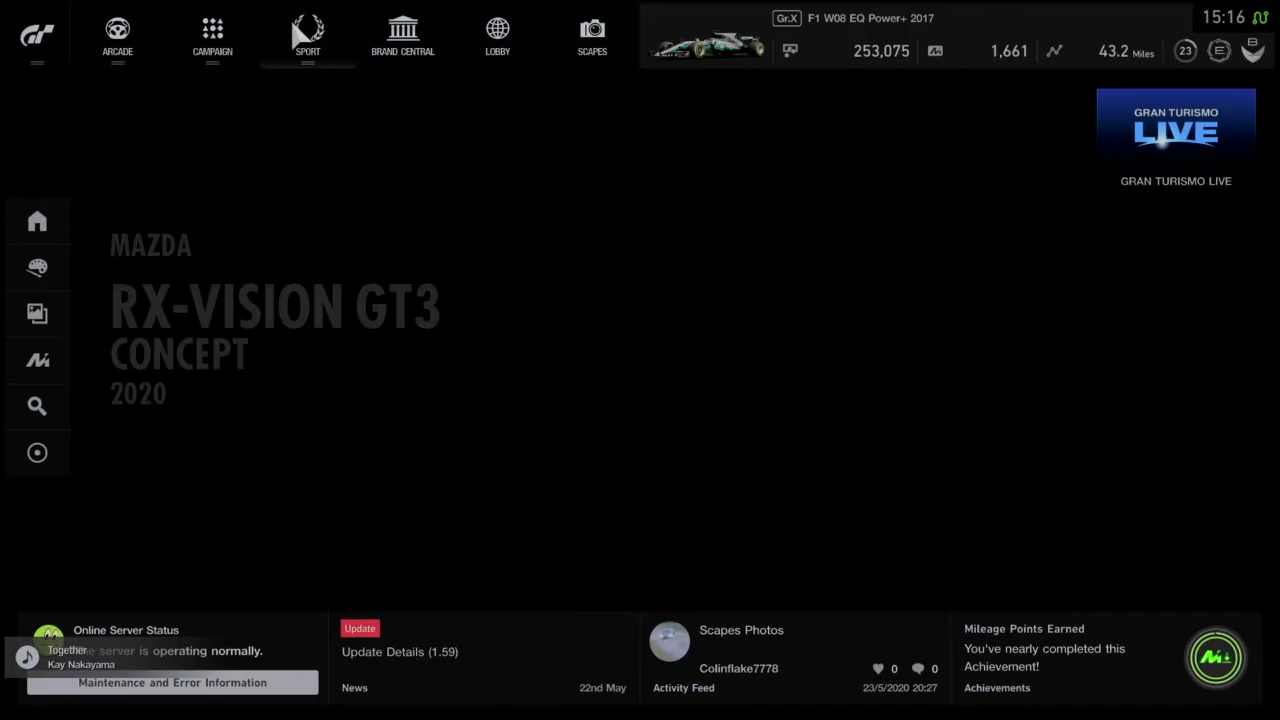 ARCADE
CAMPAIGN
SPORT
BRAND CENTRAL
LOBBY
SCAPES
Gr.X F1 W08 EQ Power+ 2017
253,075
1,661
43.2 Miles
15:16
23
E
B
GRAN TURISMO
LIVE
GRAN TURISMO LIVE
MAZDA
RX-VISION GT3
CONCEPT
2020
Online Server Status
server is operating normally.
Together
Kay Nakayama
Maintenance and Error Information
Update
Update Details (1.59)
News
22nd May
Scapes Photos
Colinflake7778
0
0
Activity Feed
23/5/2020 20:27
Mileage Points Earned
You've nearly completed this
Achievement!
Achievements